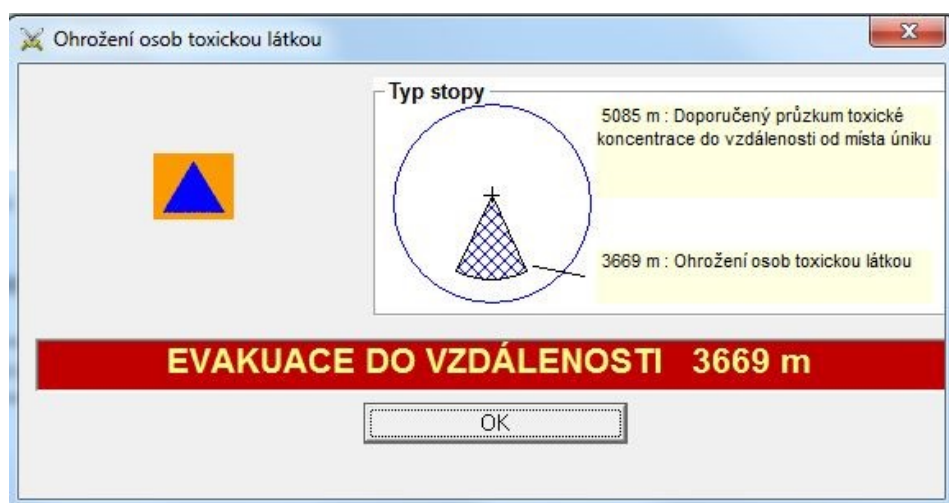 Ohrožení osob toxickou látkou
Typ stopy
5085 m : Doporučený průzkum toxické
koncentrace do vzdálenosti od místa úniku
3669 m : Ohrožení osob toxickou látkou
EVAKUACE DO VZDÁLENOSTI 3669 m
OK